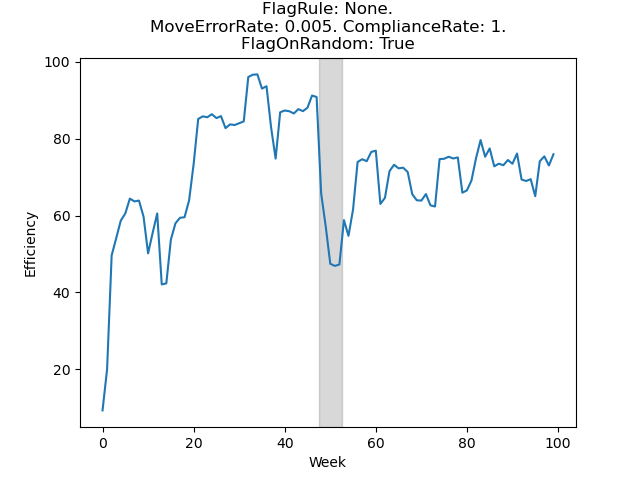 FlagRule: None.
MoveErrorRate: 0.005. ComplianceRate: 1.
FlagOnRandom: True
100
80
60
40
20
Efficiency
0 20 40 60 80 100
Week